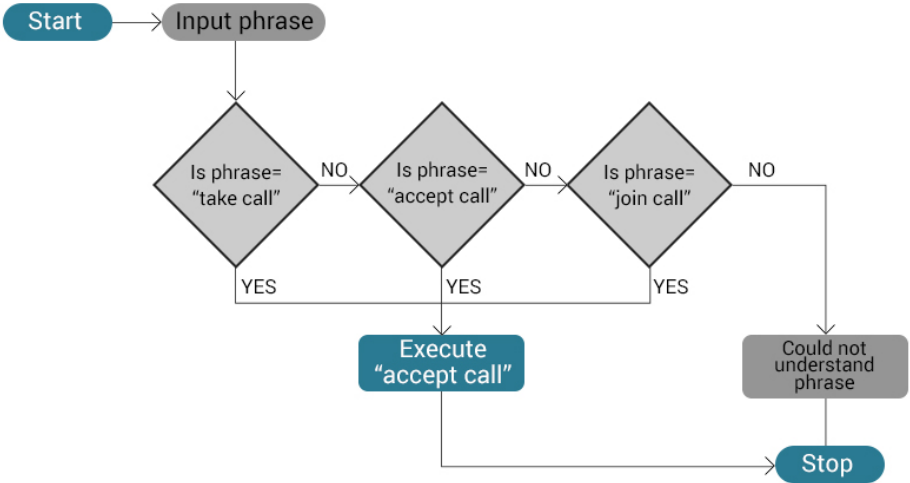 Start
Input phrase
Is phrase=
“take call”
NO
Is phrase=
“accept call”
NO
Is phrase=
“join call”
NO
YES
YES
YES
Execute
“accept call”
Could not
understand
phrase
Stop